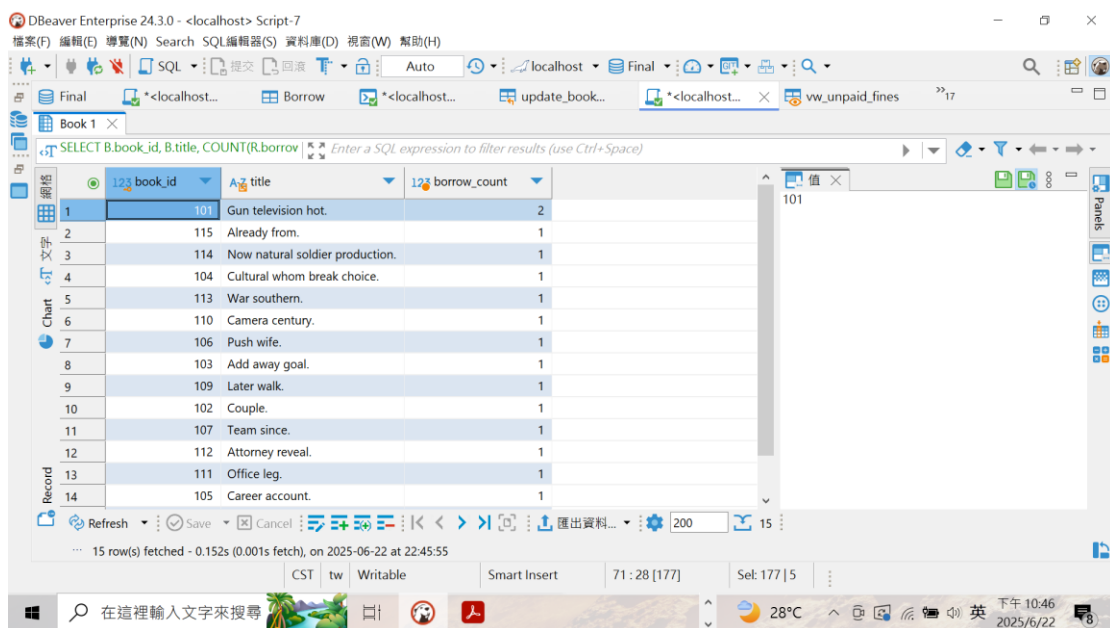 DBeaver Enterprise 24.3.0 - <localhost> Script-7
檔案(F) 編輯(E) 導覽(N) Search SQL編輯器(S) 資料庫(D) 視窗(W) 幫助(H)
SQL 提交 回滾 Auto localhost Final
Final *<localhost... Borrow *<localhost... update_book... *<localhost... vw_unpaid_fines 17
Book 1
SELECT B.book_id, B.title, COUNT(R.borrov Enter a SQL expression to filter results (use Ctrl+Space)
網格 123 book_id A-Z title 123 borrow_count 值
1 101 Gun television hot. 2 101
2 115 Already from. 1
3 114 Now natural soldier production. 1
4 104 Cultural whom break choice. 1
5 113 War southern. 1
6 110 Camera century. 1
7 106 Push wife. 1
8 103 Add away goal. 1
9 109 Later walk. 1
10 102 Couple. 1
11 107 Team since. 1
12 112 Attorney reveal. 1
13 111 Office leg. 1
14 105 Career account. 1
文字
Chart
Record
Panels
Refresh Save Cancel 匯出資料... 200 15
15 row(s) fetched - 0.152s (0.001s fetch), on 2025-06-22 at 22:45:55
CST tw Writable Smart Insert 71 : 28 [177] Sel: 177 | 5
在這裡輸入文字來搜尋 28°C 英 下午 10:46
2025/6/22 8